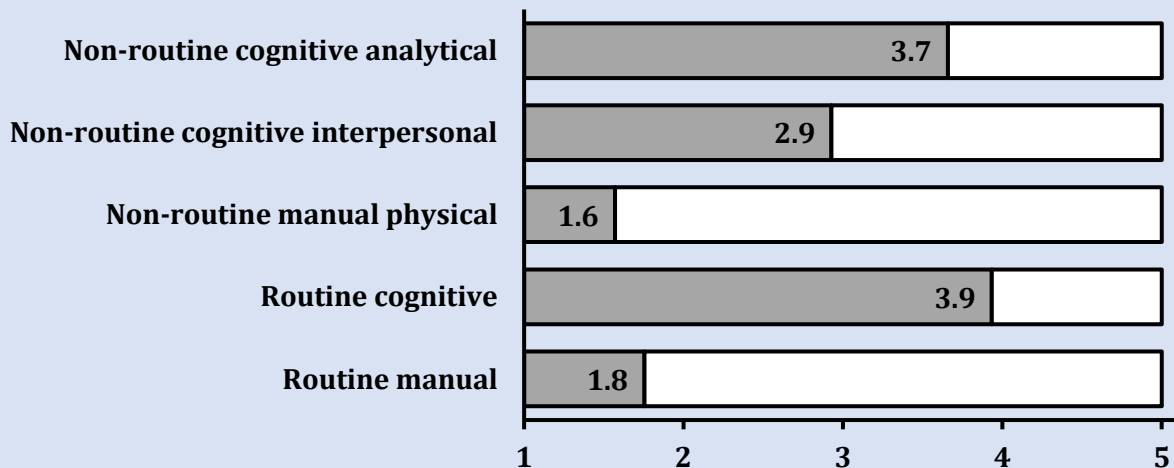 Non-routine cognitive analytical 3.7
Non-routine cognitive interpersonal 2.9
Non-routine manual physical 1.6
Routine cognitive 3.9
Routine manual 1.8
1 2 3 4 5